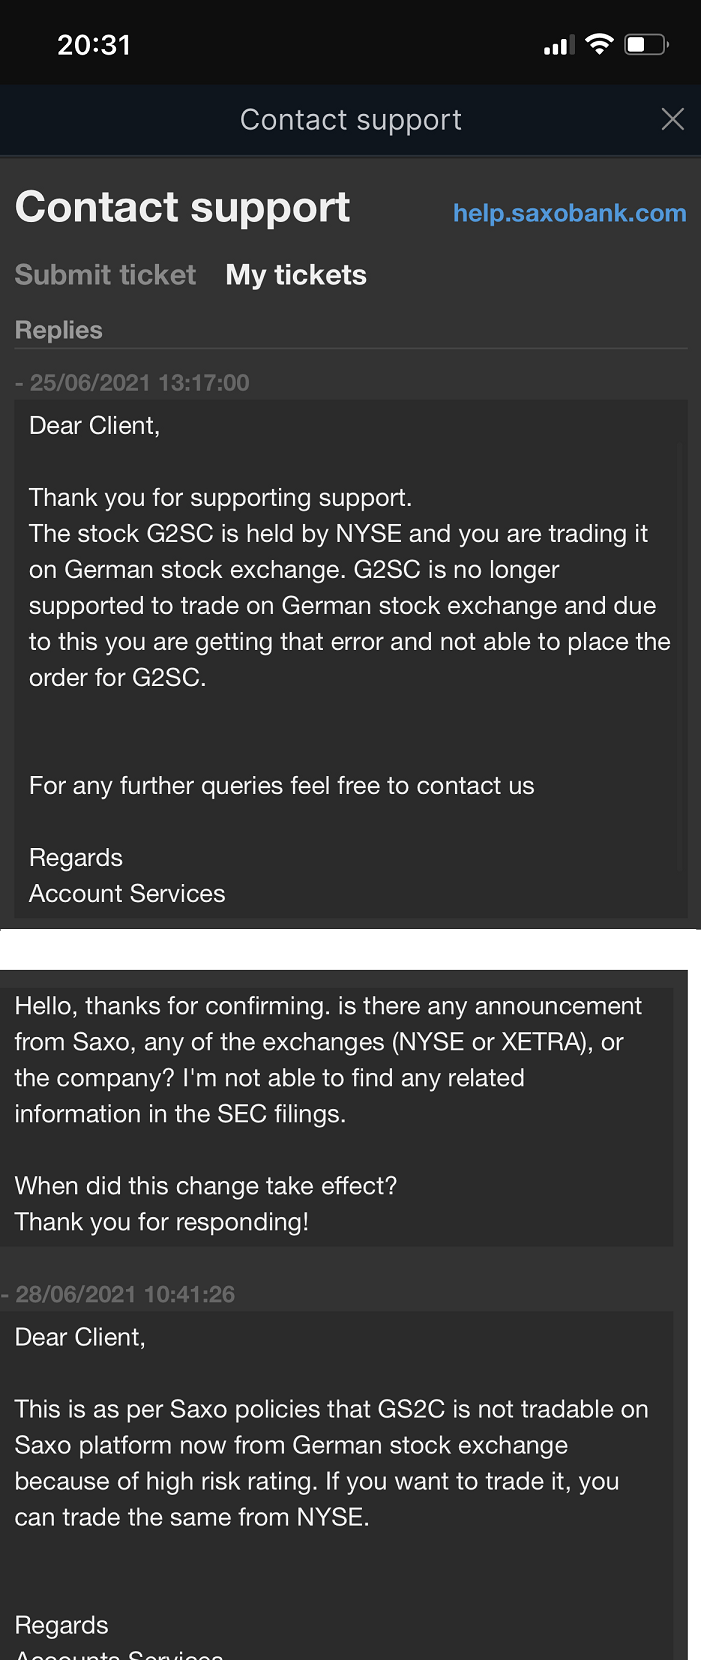 20:31
Contact support
Contact support
help.saxobank.com
Submit ticket My tickets
Replies
- 25/06/2021 13:17:00
Dear Client,
Thank you for supporting support.
The stock G2SC is held by NYSE and you are trading it
on German stock exchange. G2SC is no longer
supported to trade on German stock exchange and due
to this you are getting that error and not able to place the
order for G2SC.
For any further queries feel free to contact us
Regards
Account Services
Hello, thanks for confirming. is there any announcement
from Saxo, any of the exchanges (NYSE or XETRA), or
the company? I'm not able to find any related
information in the SEC filings.
When did this change take effect?
Thank you for responding!
- 28/06/2021 10:41:26
Dear Client,
This is as per Saxo policies that GS2C is not tradable on
Saxo platform now from German stock exchange
because of high risk rating. If you want to trade it, you
can trade the same from NYSE.
Regards
Accounts Services